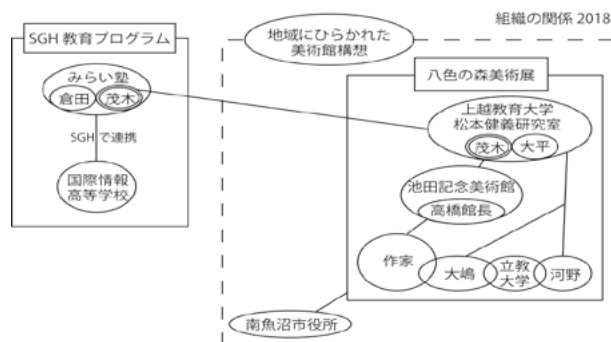 組織の関係 2018
SGH 教育プログラム
みらい塾
倉田
茂木
SGH で連携
国際情報
高等学校
地域にひらかれた
美術館構想
八色の森美術展
上越教育大学
松本健義研究室
茂木
大平
池田記念美術館
高橋館長
作家
大嶋
立教
大学
河野
南魚沼市役所